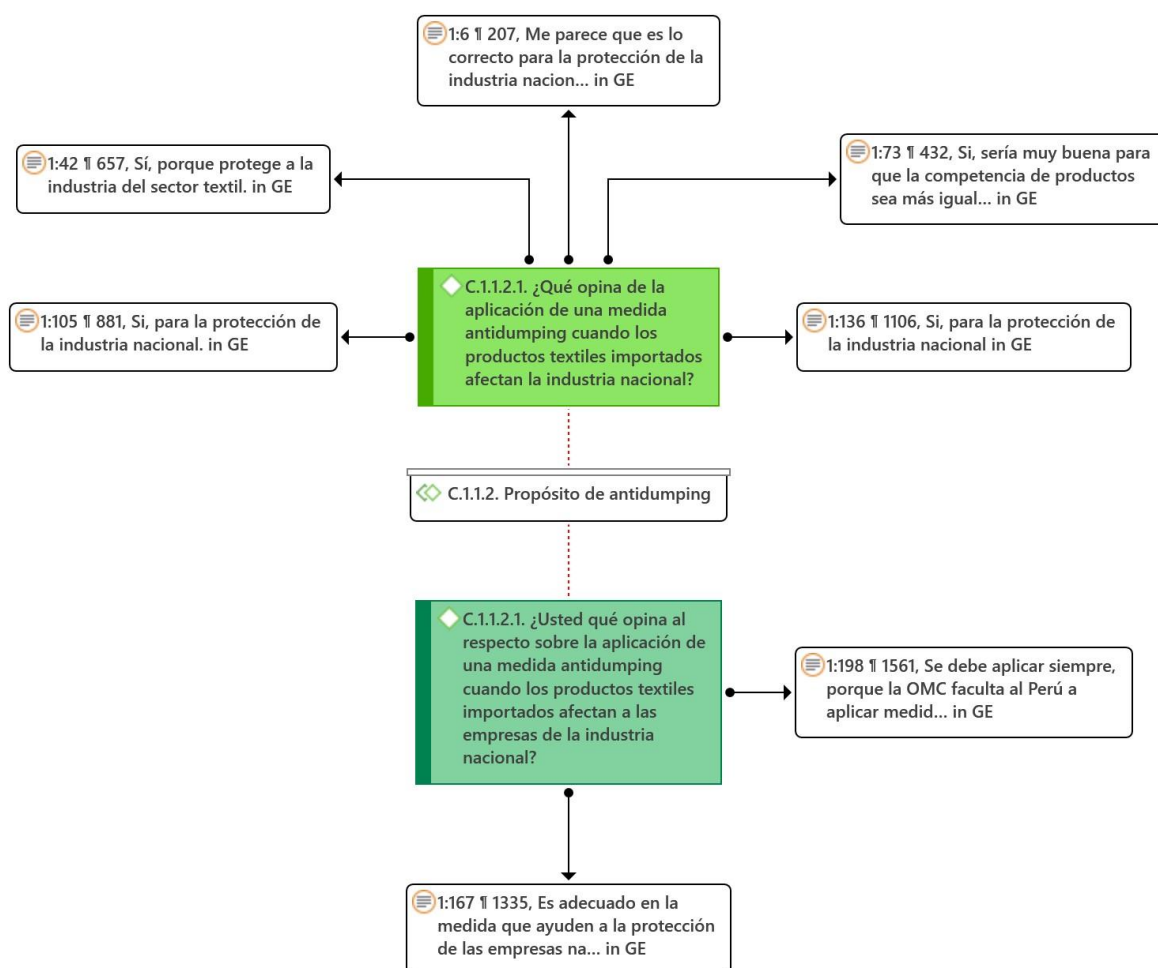 1:6 ¶ 207, Me parece que es lo
correcto para la protección de la
industria nacion... in GE
1:42 ¶ 657, Sí, porque protege a la
industria del sector textil. in GE
1:73 ¶ 432, Si, sería muy buena para
que la competencia de productos
sea más igual... in GE
C.1.1.2.1. ¿Qué opina de la
aplicación de una medida
antidumping cuando los
productos textiles importados
afectan la industria nacional?
1:105 ¶ 881, Si, para la protección de
la industria nacional. in GE
1:136 ¶ 1106, Si, para la protección de
la industria nacional in GE
C.1.1.2. Propósito de antidumping
C.1.1.2.1. ¿Usted qué opina al
respecto sobre la aplicación de
una medida antidumping
cuando los productos textiles
importados afectan a las
empresas de la industria
nacional?
1:198 ¶ 1561, Se debe aplicar siempre,
porque la OMC faculta al Perú a
aplicar medid... in GE
1:167 ¶ 1335, Es adecuado en la
medida que ayuden a la protección
de las empresas na... in GE